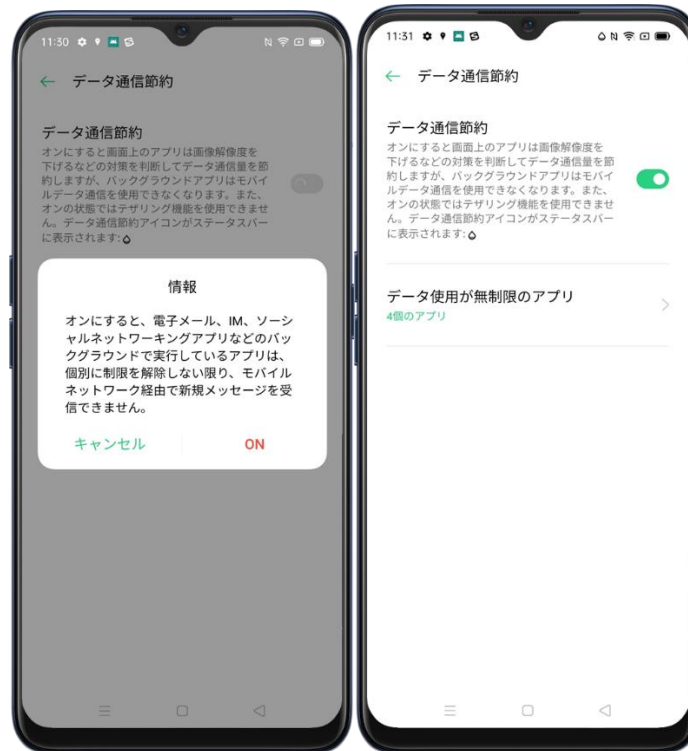 11:30
データ通信節約
データ通信節約
オンにすると画面上のアプリは画像解像度を
下げるなどの対策を判断してデータ通信量を節
約しますが、バックグラウンドアプリはモバイ
ルデータ通信を使用できなくなります。また、
オンの状態ではテザリング機能を使用できませ
ん。データ通信節約アイコンがステータスバー
に表示されます:
情報
オンにすると、電子メール、IM、ソーシ
ャルネットワーキングアプリなどのバッ
クグラウンドで実行しているアプリは、
個別に制限を解除しない限り、モバイル
ネットワーク経由で新規メッセージを受
信できません。
キャンセル
ON
11:31
データ通信節約
データ通信節約
オンにすると画面上のアプリは画像解像度を
下げるなどの対策を判断してデータ通信量を節
約しますが、バックグラウンドアプリはモバイ
ルデータ通信を使用できなくなります。また、
オンの状態ではテザリング機能を使用できませ
ん。データ通信節約アイコンがステータスバー
に表示されます:
データ使用が無制限のアプリ
4個のアプリ